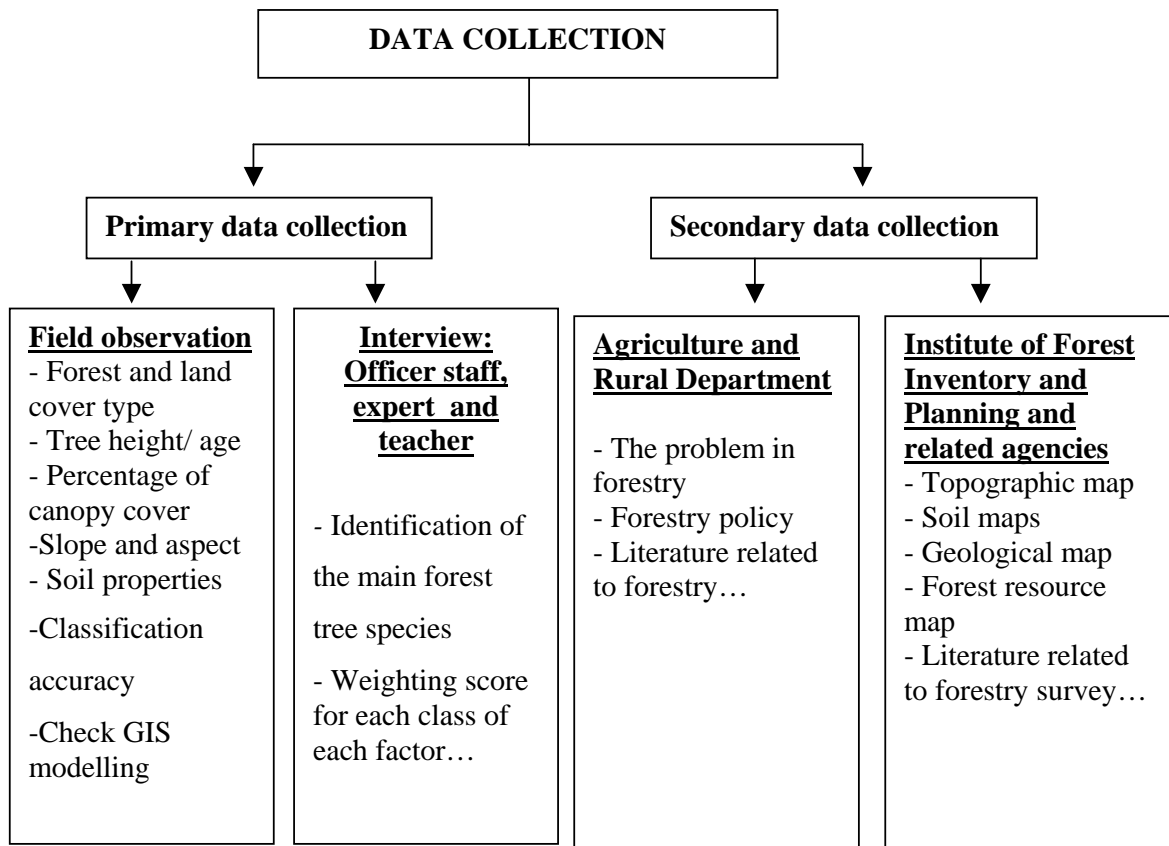 DATA COLLECTION
Primary data collection
Secondary data collection
Field observation
- Forest and land
cover type
- Tree height/ age
- Percentage of
canopy cover
-Slope and aspect
- Soil properties
-Classification
accuracy
-Check GIS
modelling
Interview:
Officer staff,
expert and
teacher
- Identification of
the main forest
tree species
- Weighting score
for each class of
each factor…
Agriculture and
Rural Department
- The problem in
forestry
- Forestry policy
- Literature related
to forestry…
Institute of Forest
Inventory and
Planning and
related agencies
- Topographic map
- Soil maps
- Geological map
- Forest resource
map
- Literature related
to forestry survey…